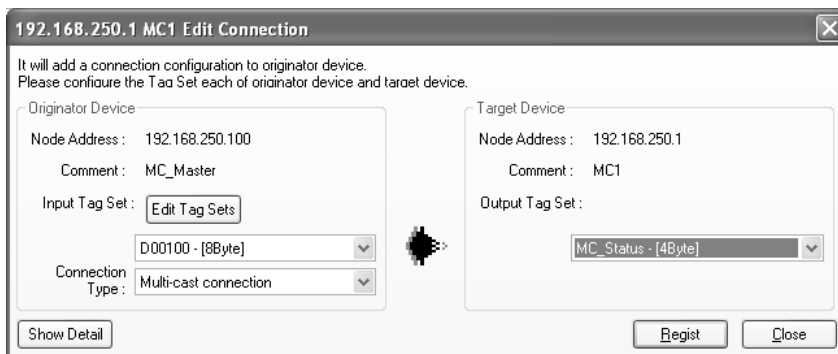 192.168.250.1 MC1 Edit Connection
It will add a connection configuration to originator device.
Please configure the Tag Set each of originator device and target device.
Originator Device
Node Address : 192.168.250.100
Comment : MC_Master
Input Tag Set : Edit Tag Sets
D00100 - [8Byte]
Connection
Type : Multi-cast connection
Target Device
Node Address : 192.168.250.1
Comment : MC1
Output Tag Set :
MC_Status - [4Byte]
Show Detail
Regist
Close